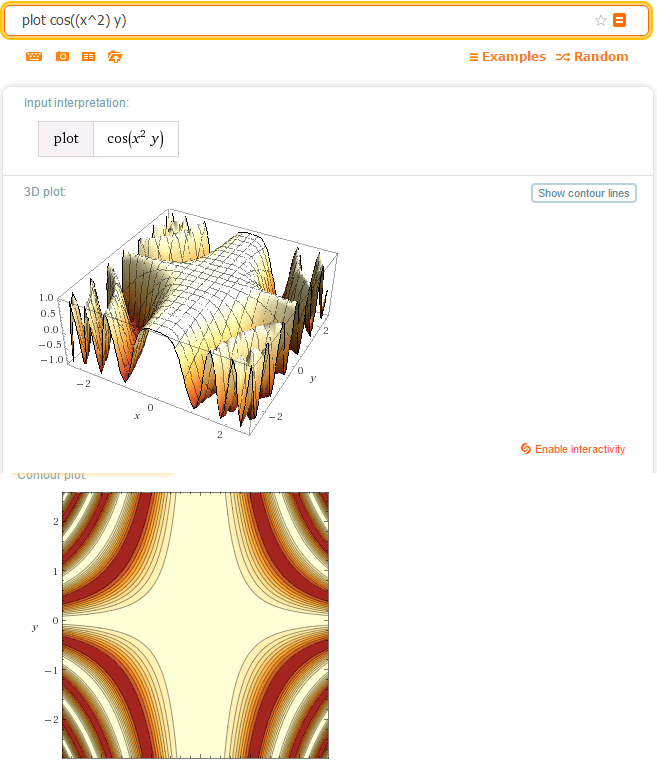 plot cos((x^2) y)
Examples Random
Input interpretation:
plot cos(x² y)
3D plot:
Show contour lines
1.0
0.5
0.0
−0.5
−1.0
−2
0
2
x
−2
0
2
y
Enable interactivity
Contour plot:
2
1
0
−1
−2
y